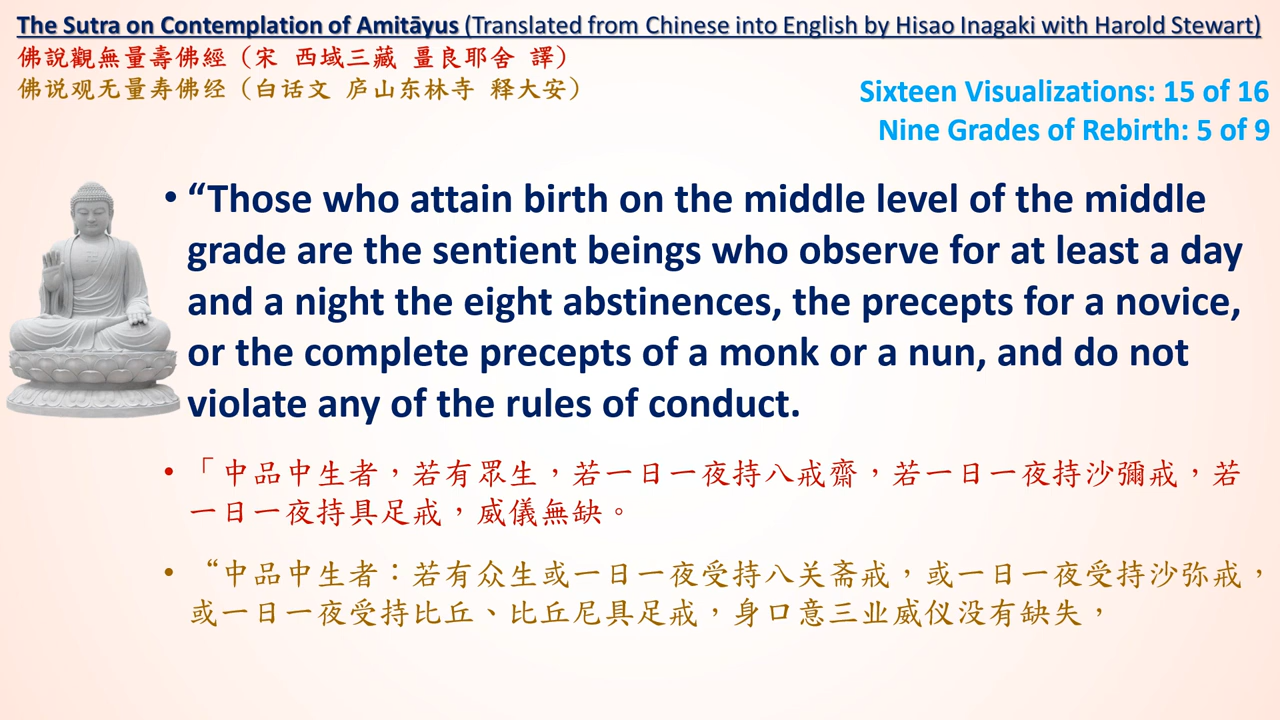 The Sutra on Contemplation of Amitāyus (Translated from Chinese into English by Hisao Inagaki with Harold Stewart)
佛說觀無量壽佛經（宋 西域三藏 畺良耶舍 譯）
佛说观无量寿佛经（白话文 庐山东林寺 释大安）
Sixteen Visualizations: 15 of 16
Nine Grades of Rebirth: 5 of 9
• “Those who attain birth on the middle level of the middle
grade are the sentient beings who observe for at least a day
and a night the eight abstinences, the precepts for a novice,
or the complete precepts of a monk or a nun, and do not
violate any of the rules of conduct.
• 「中品中生者，若有眾生，若一日一夜持八戒齋，若一日一夜持沙彌戒，若
一日一夜持具足戒，威儀無缺。
• “中品中生者：若有众生或一日一夜受持八关斋戒，或一日一夜受持沙弥戒，
或一日一夜受持比丘、比丘尼具足戒，身口意三业威仪没有缺失，